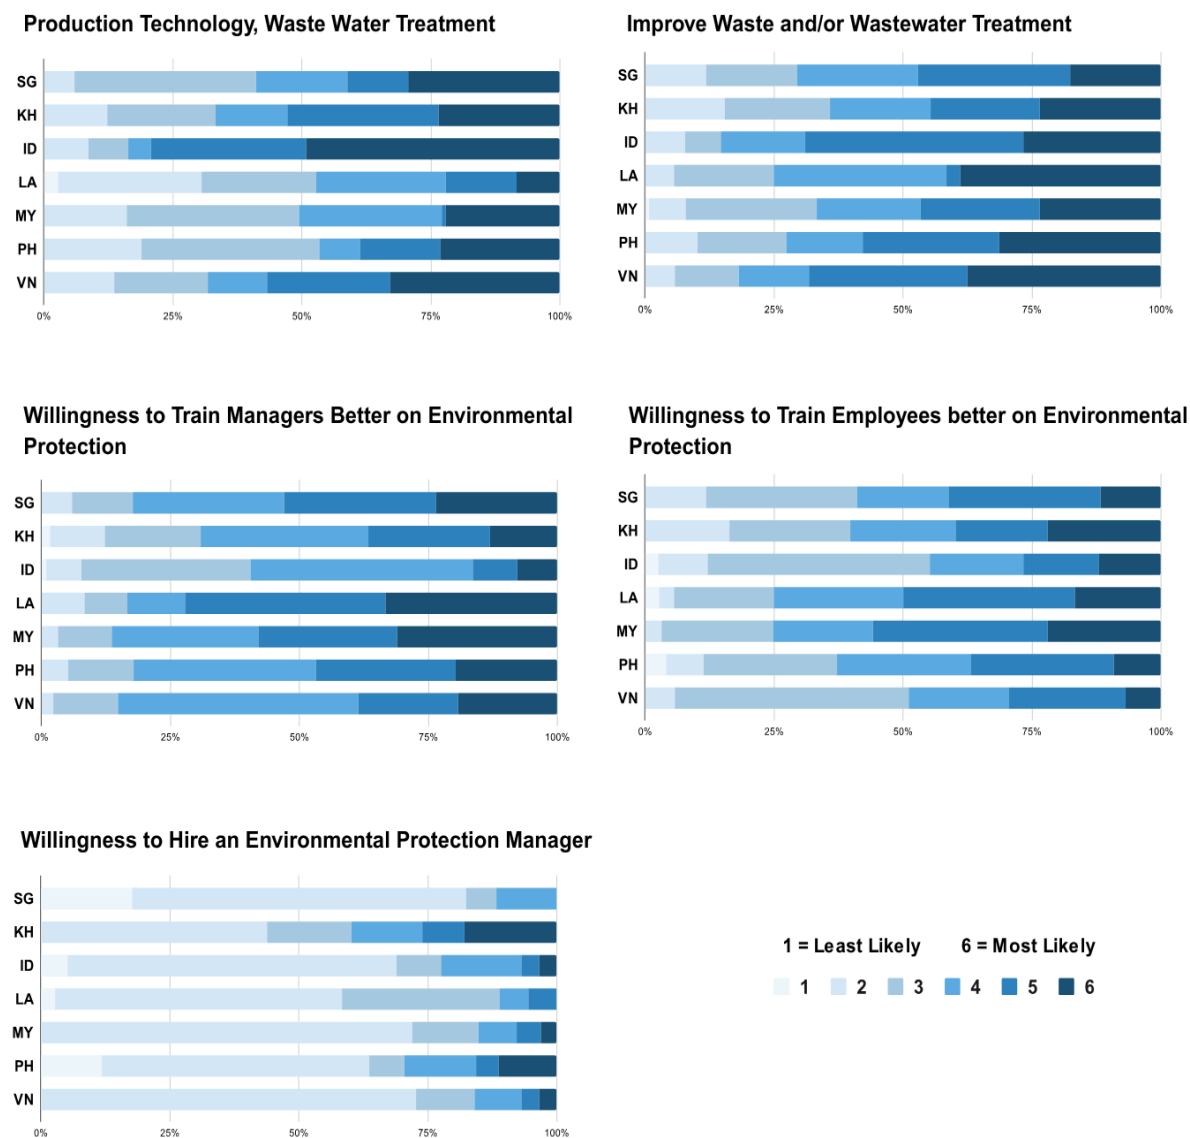 Production Technology, Waste Water Treatment
SG
KH
ID
LA
MY
PH
VN
0% 25% 50% 75% 100%
Improve Waste and/or Wastewater Treatment
SG
KH
ID
LA
MY
PH
VN
0% 25% 50% 75% 100%
Willingness to Train Managers Better on Environmental
Protection
SG
KH
ID
LA
MY
PH
VN
0% 25% 50% 75% 100%
Willingness to Train Employees better on Environmental
Protection
SG
KH
ID
LA
MY
PH
VN
0% 25% 50% 75% 100%
Willingness to Hire an Environmental Protection Manager
SG
KH
ID
LA
MY
PH
VN
0% 25% 50% 75% 100%
1 = Least Likely 6 = Most Likely
1 2 3 4 5 6